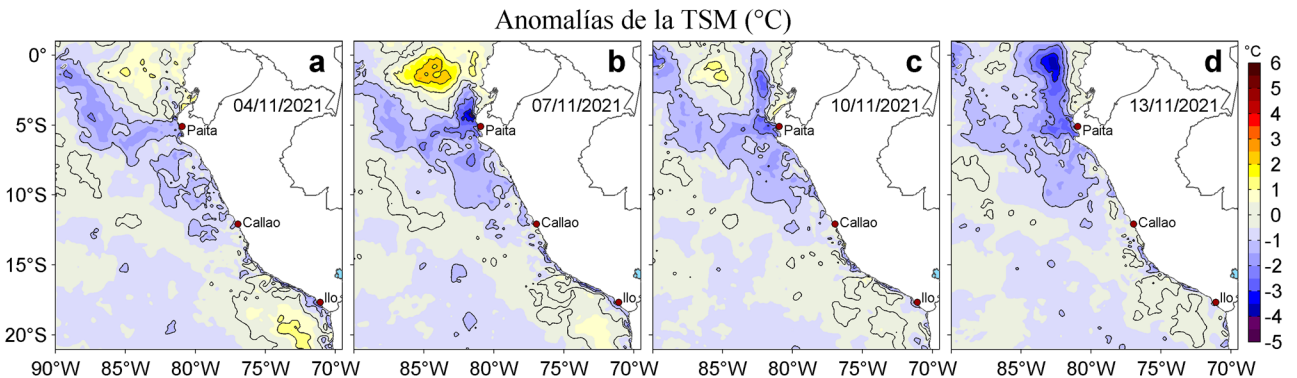 Anomalías de la TSM (°C)
a
04/11/2021
Paita
Callao
Ilo
b
07/11/2021
Paita
Callao
Ilo
c
10/11/2021
Paita
Callao
Ilo
d
13/11/2021
Paita
Callao
Ilo
0°
5°S
10°S
15°S
20°S
90°W 85°W 80°W 75°W 70°W
85°W 80°W 75°W 70°W
85°W 80°W 75°W 70°W
85°W 80°W 75°W 70°W
°C
6
5
4
3
2
1
0
-1
-2
-3
-4
-5